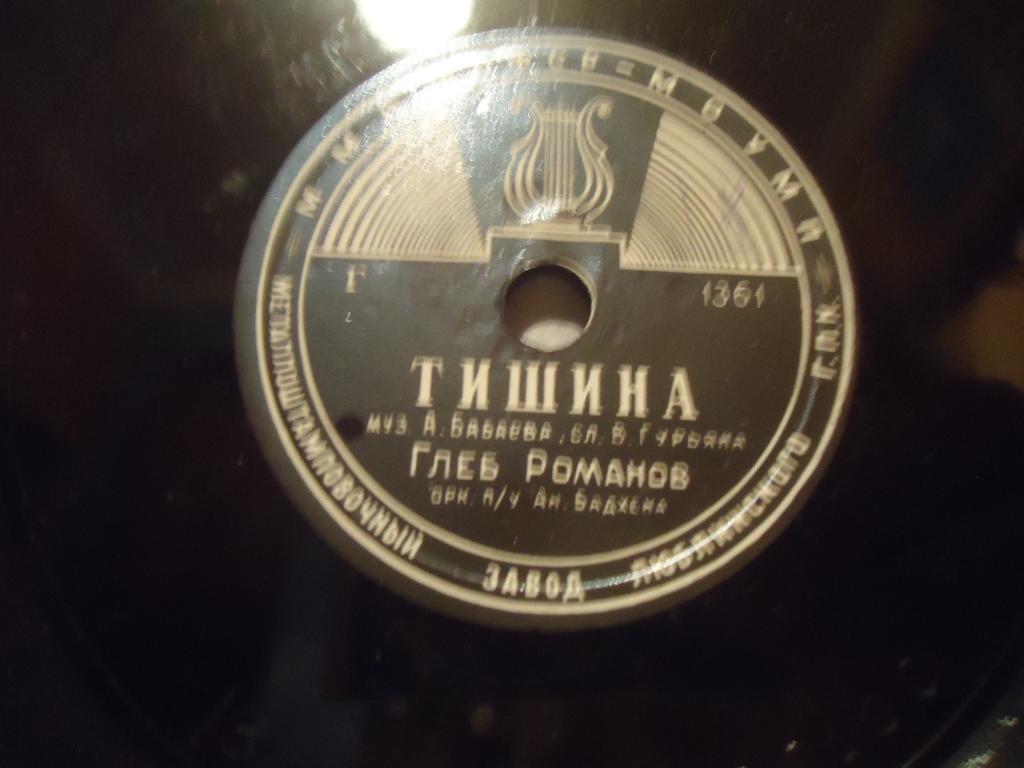 Г 1361
ТИШИНА
МУЗ. А. БАБАЕВА, СЛ. В. ГУРЬЯНА
ГЛЕБ РОМАНОВ
ОРК. П/У АН. БАДХЕНА
МЕТАЛЛОШТАМПОВОЧНЫЙ ЗАВОД ЛЮБЛИНСКОГО Г.П.К.